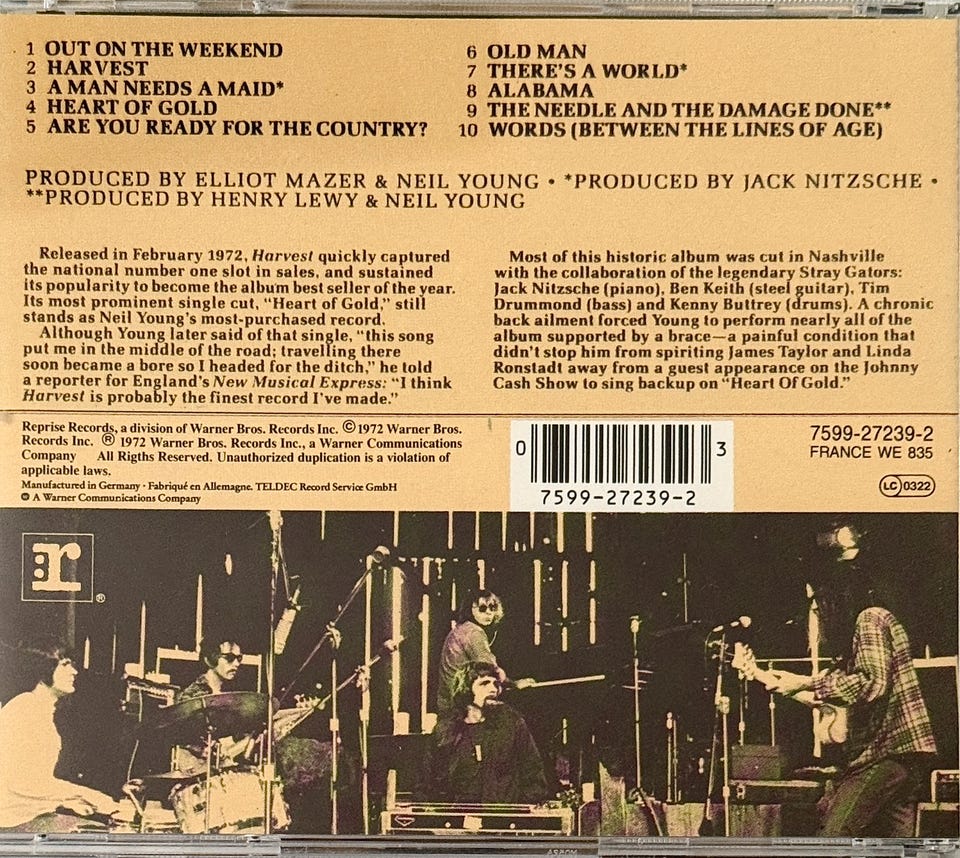 1 OUT ON THE WEEKEND
2 HARVEST
3 A MAN NEEDS A MAID*
4 HEART OF GOLD
5 ARE YOU READY FOR THE COUNTRY?
6 OLD MAN
7 THERE'S A WORLD*
8 ALABAMA
9 THE NEEDLE AND THE DAMAGE DONE**
10 WORDS (BETWEEN THE LINES OF AGE)
PRODUCED BY ELLIOT MAZER & NEIL YOUNG • *PRODUCED BY JACK NITZSCHE •
**PRODUCED BY HENRY LEWY & NEIL YOUNG
Released in February 1972, Harvest quickly captured
the national number one slot in sales, and sustained
its popularity to become the album best seller of the year.
Its most prominent single cut, “Heart of Gold,” still
stands as Neil Young's most-purchased record.
Although Young later said of that single, “this song
put me in the middle of the road; travelling there
soon became a bore so I headed for the ditch,” he told
a reporter for England's New Musical Express: “I think
Harvest is probably the finest record I've made.”
Most of this historic album was cut in Nashville
with the collaboration of the legendary Stray Gators:
Jack Nitzsche (piano), Ben Keith (steel guitar), Tim
Drummond (bass) and Kenny Buttrey (drums). A chronic
back ailment forced Young to perform nearly all of the
album supported by a brace—a painful condition that
didn't stop him from spiriting James Taylor and Linda
Ronstadt away from a guest appearance on the Johnny
Cash Show to sing backup on “Heart Of Gold.”
Reprise Records, a division of Warner Bros. Records Inc. © 1972 Warner Bros.
Records Inc. ® 1972 Warner Bros. Records Inc., a Warner Communications
Company All Rigths Reserved. Unauthorized duplication is a violation of
applicable laws.
Manufactured in Germany · Fabriqué en Allemagne. TELDEC Record Service GmbH
A Warner Communications Company
0 3
7599-27239-2
7599-27239-2
FRANCE WE 835
LC 0322
r ®